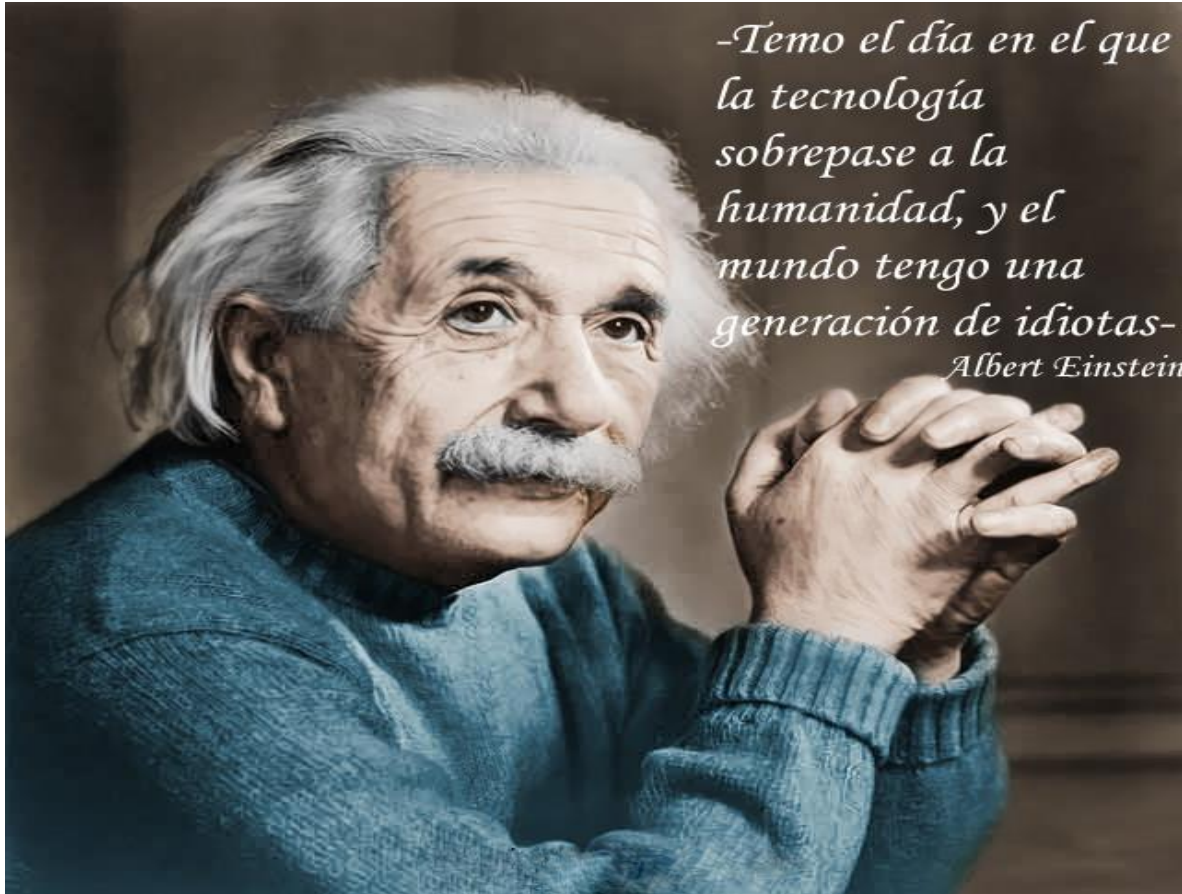 -Temo el día en el que
la tecnología
sobrepase a la
humanidad, y el
mundo tengo una
generación de idiotas-
Albert Einstein